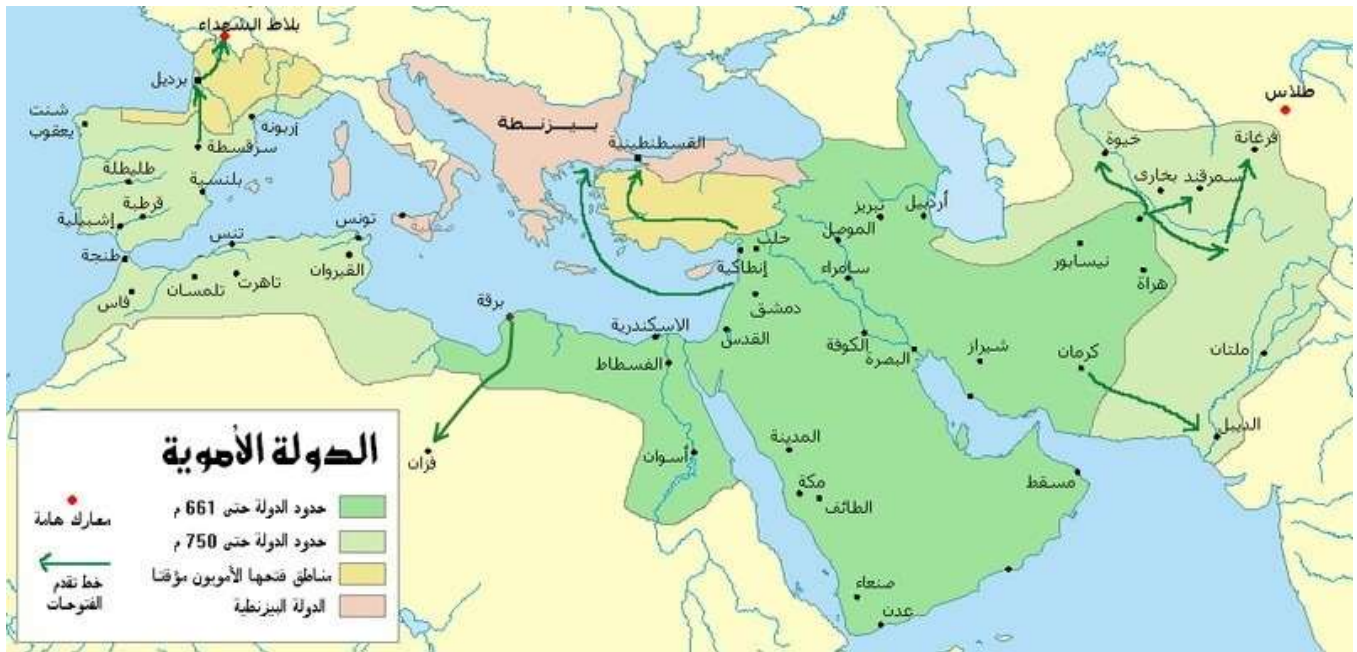 بلاط الشهداء
برديل
شنت
يعقوب
أربونه
سرقسطة
طليطلة
بلنسية
قرطبة
إشبيلية
طنجة
فاس
تنس
تلمسان
تاهرت
تونس
القيروان
صقلية
بـيـزنـطـة
القسطنطينية
برقة
فزان
الاسكندرية
الفسطاط
أسوان
حلب
إنطاكية
دمشق
القدس
الموصل
سامراء
تبريز
أردبيل
الكوفة
البصرة
شيراز
كرمان
نيسابور
هراة
خيوة
بخارى
سمرقند
فرغانة
طلاس
ملتان
الديبل
المدينة
مكة
الطائف
مسقط
صنعاء
عدن
الدولة الأموية
حدود الدولة حتى 661 م
حدود الدولة حتى 750 م
مناطق فتحها الأمويون مؤقتا
الدولة البيزنطية
معارك هامة
خط تقدم
الفتوحات